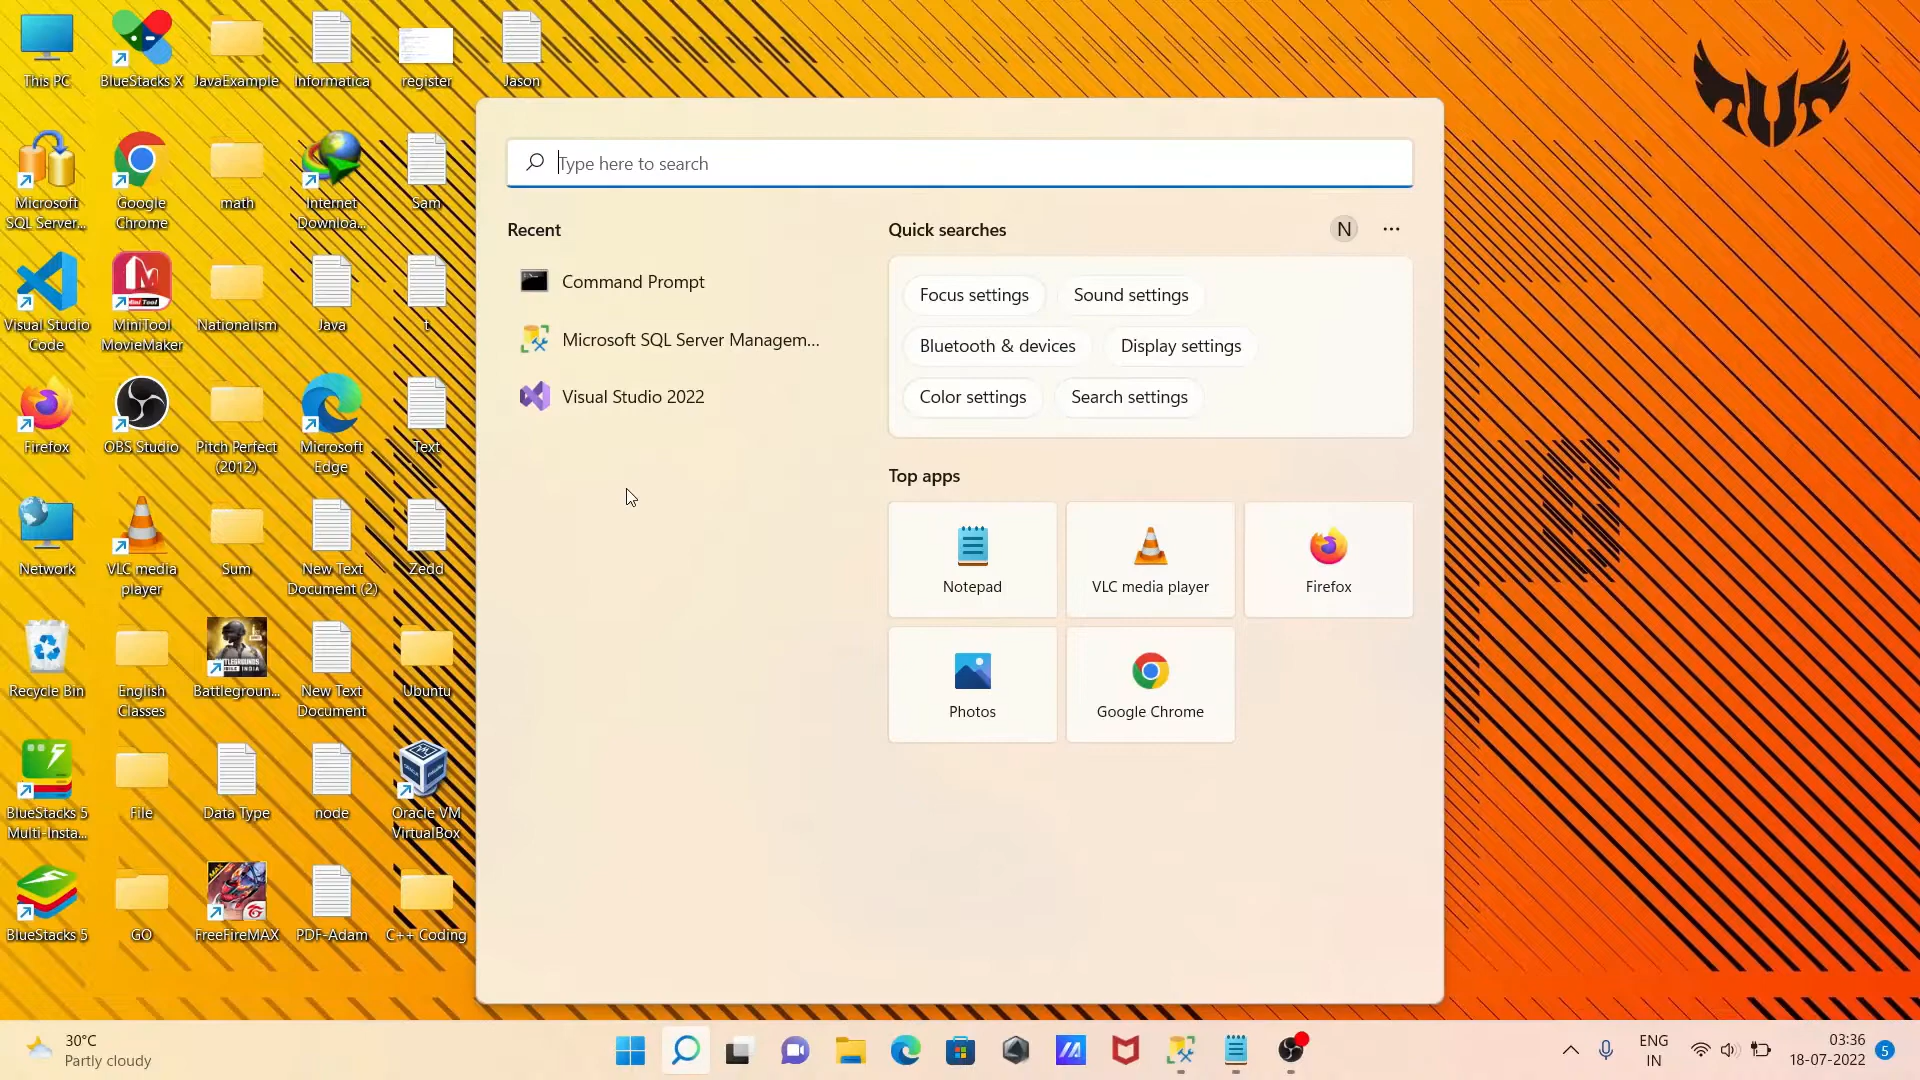 This PC
BlueStacks X
JavaExample
Informatica
register
Jason
Microsoft
SQL Server...
Google
Chrome
math
Internet
Downloa...
Sam
Visual Studio
Code
MiniTool
MovieMaker
Nationalism
Java
t
Firefox
OBS Studio
Pitch Perfect
(2012)
Microsoft
Edge
Text
Network
VLC media
player
Sum
New Text
Document (2)
Zedd
Recycle Bin
English
Classes
Battlegroun...
New Text
Document
Ubuntu
BlueStacks 5
Multi-Insta...
File
Data Type
node
Oracle VM
VirtualBox
BlueStacks 5
GO
FreeFireMAX
PDF-Adam
C++ Coding
Type here to search
Recent
Command Prompt
Microsoft SQL Server Managem...
Visual Studio 2022
Quick searches
N
Focus settings
Sound settings
Bluetooth & devices
Display settings
Color settings
Search settings
Top apps
Notepad
VLC media player
Firefox
Photos
Google Chrome
30°C
Partly cloudy
ENG
IN
03:36
18-07-2022
5